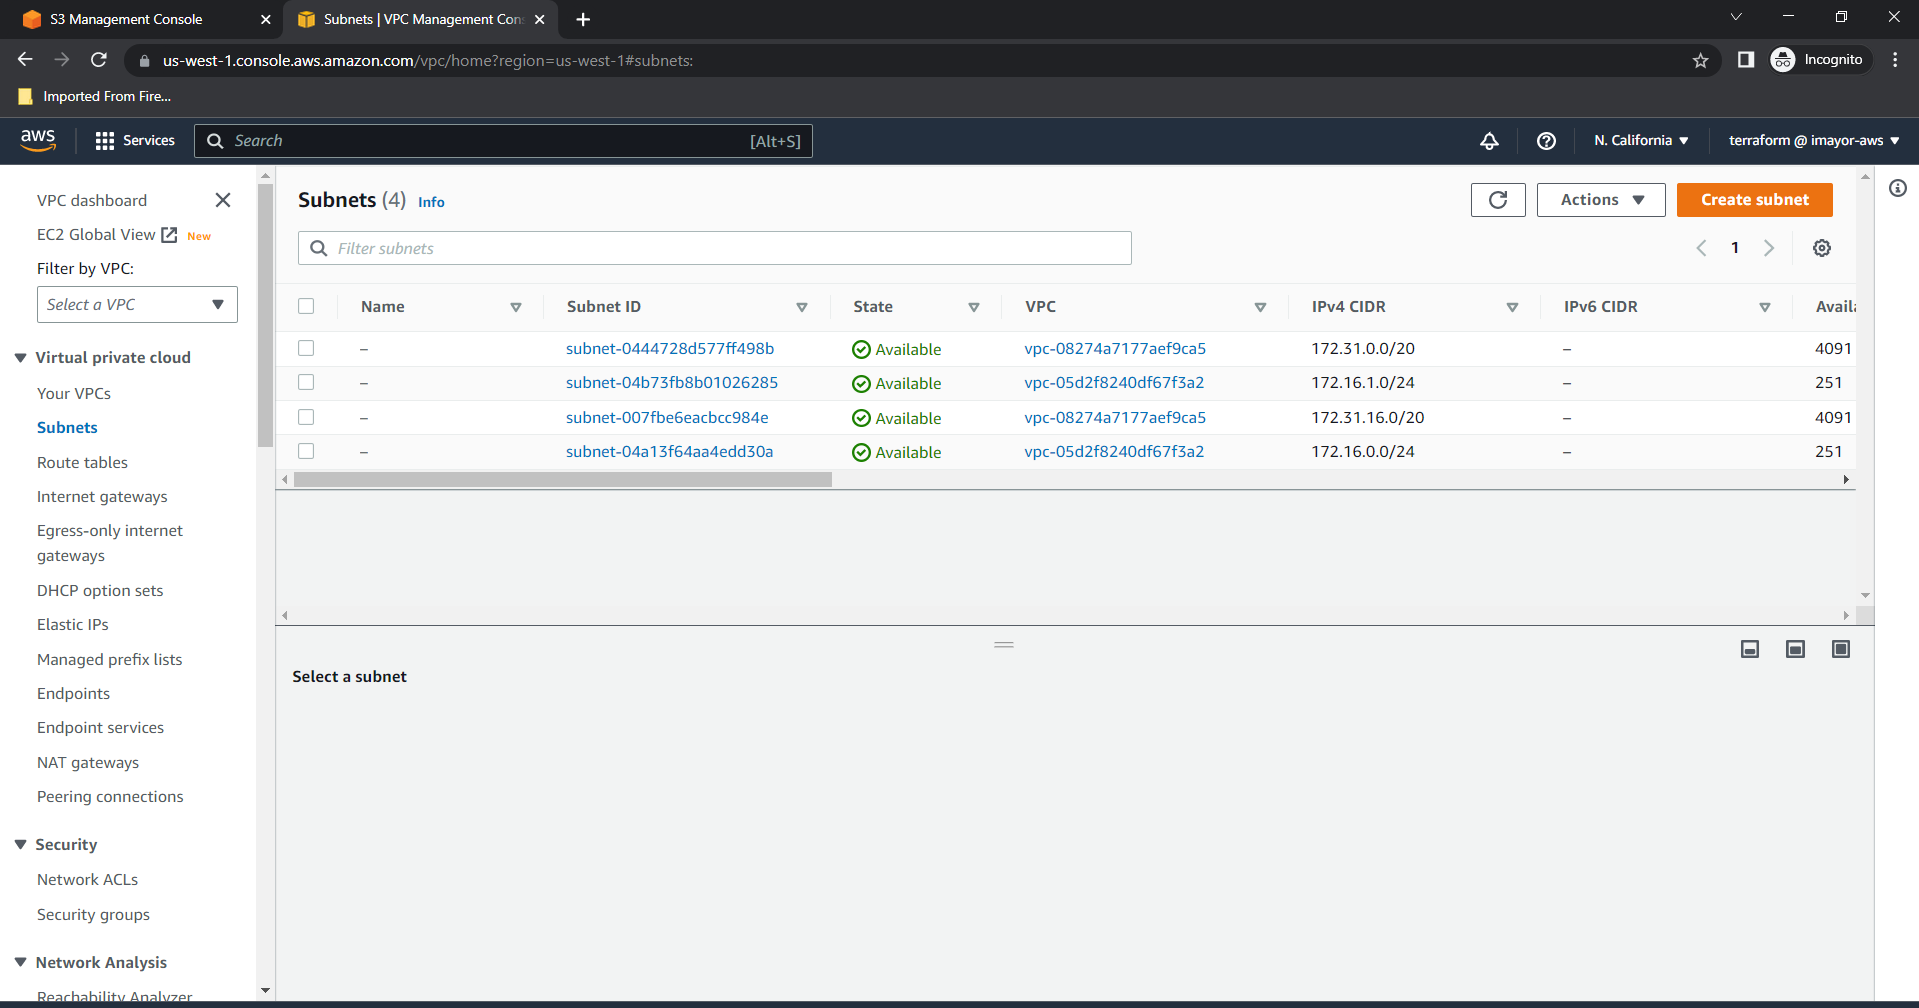 S3 Management Console
Subnets | VPC Management Con
us-west-1.console.aws.amazon.com/vpc/home?region=us-west-1#subnets:
Incognito
Imported From Fire...
aws
Services
Search
[Alt+S]
N. California
terraform @ imayor-aws
VPC dashboard
EC2 Global View New
Filter by VPC:
Select a VPC
Virtual private cloud
Your VPCs
Subnets
Route tables
Internet gateways
Egress-only internet
gateways
DHCP option sets
Elastic IPs
Managed prefix lists
Endpoints
Endpoint services
NAT gateways
Peering connections
Security
Network ACLs
Security groups
Network Analysis
Reachability Analyzer
Subnets (4) Info
Actions
Create subnet
Filter subnets
1
Name Subnet ID State VPC IPv4 CIDR IPv6 CIDR Availa
– subnet-0444728d577ff498b Available vpc-08274a7177aef9ca5 172.31.0.0/20 – 4091
– subnet-04b73fb8b01026285 Available vpc-05d2f8240df67f3a2 172.16.1.0/24 – 251
– subnet-007fbe6eacbcc984e Available vpc-08274a7177aef9ca5 172.31.16.0/20 – 4091
– subnet-04a13f64aa4edd30a Available vpc-05d2f8240df67f3a2 172.16.0.0/24 – 251
Select a subnet